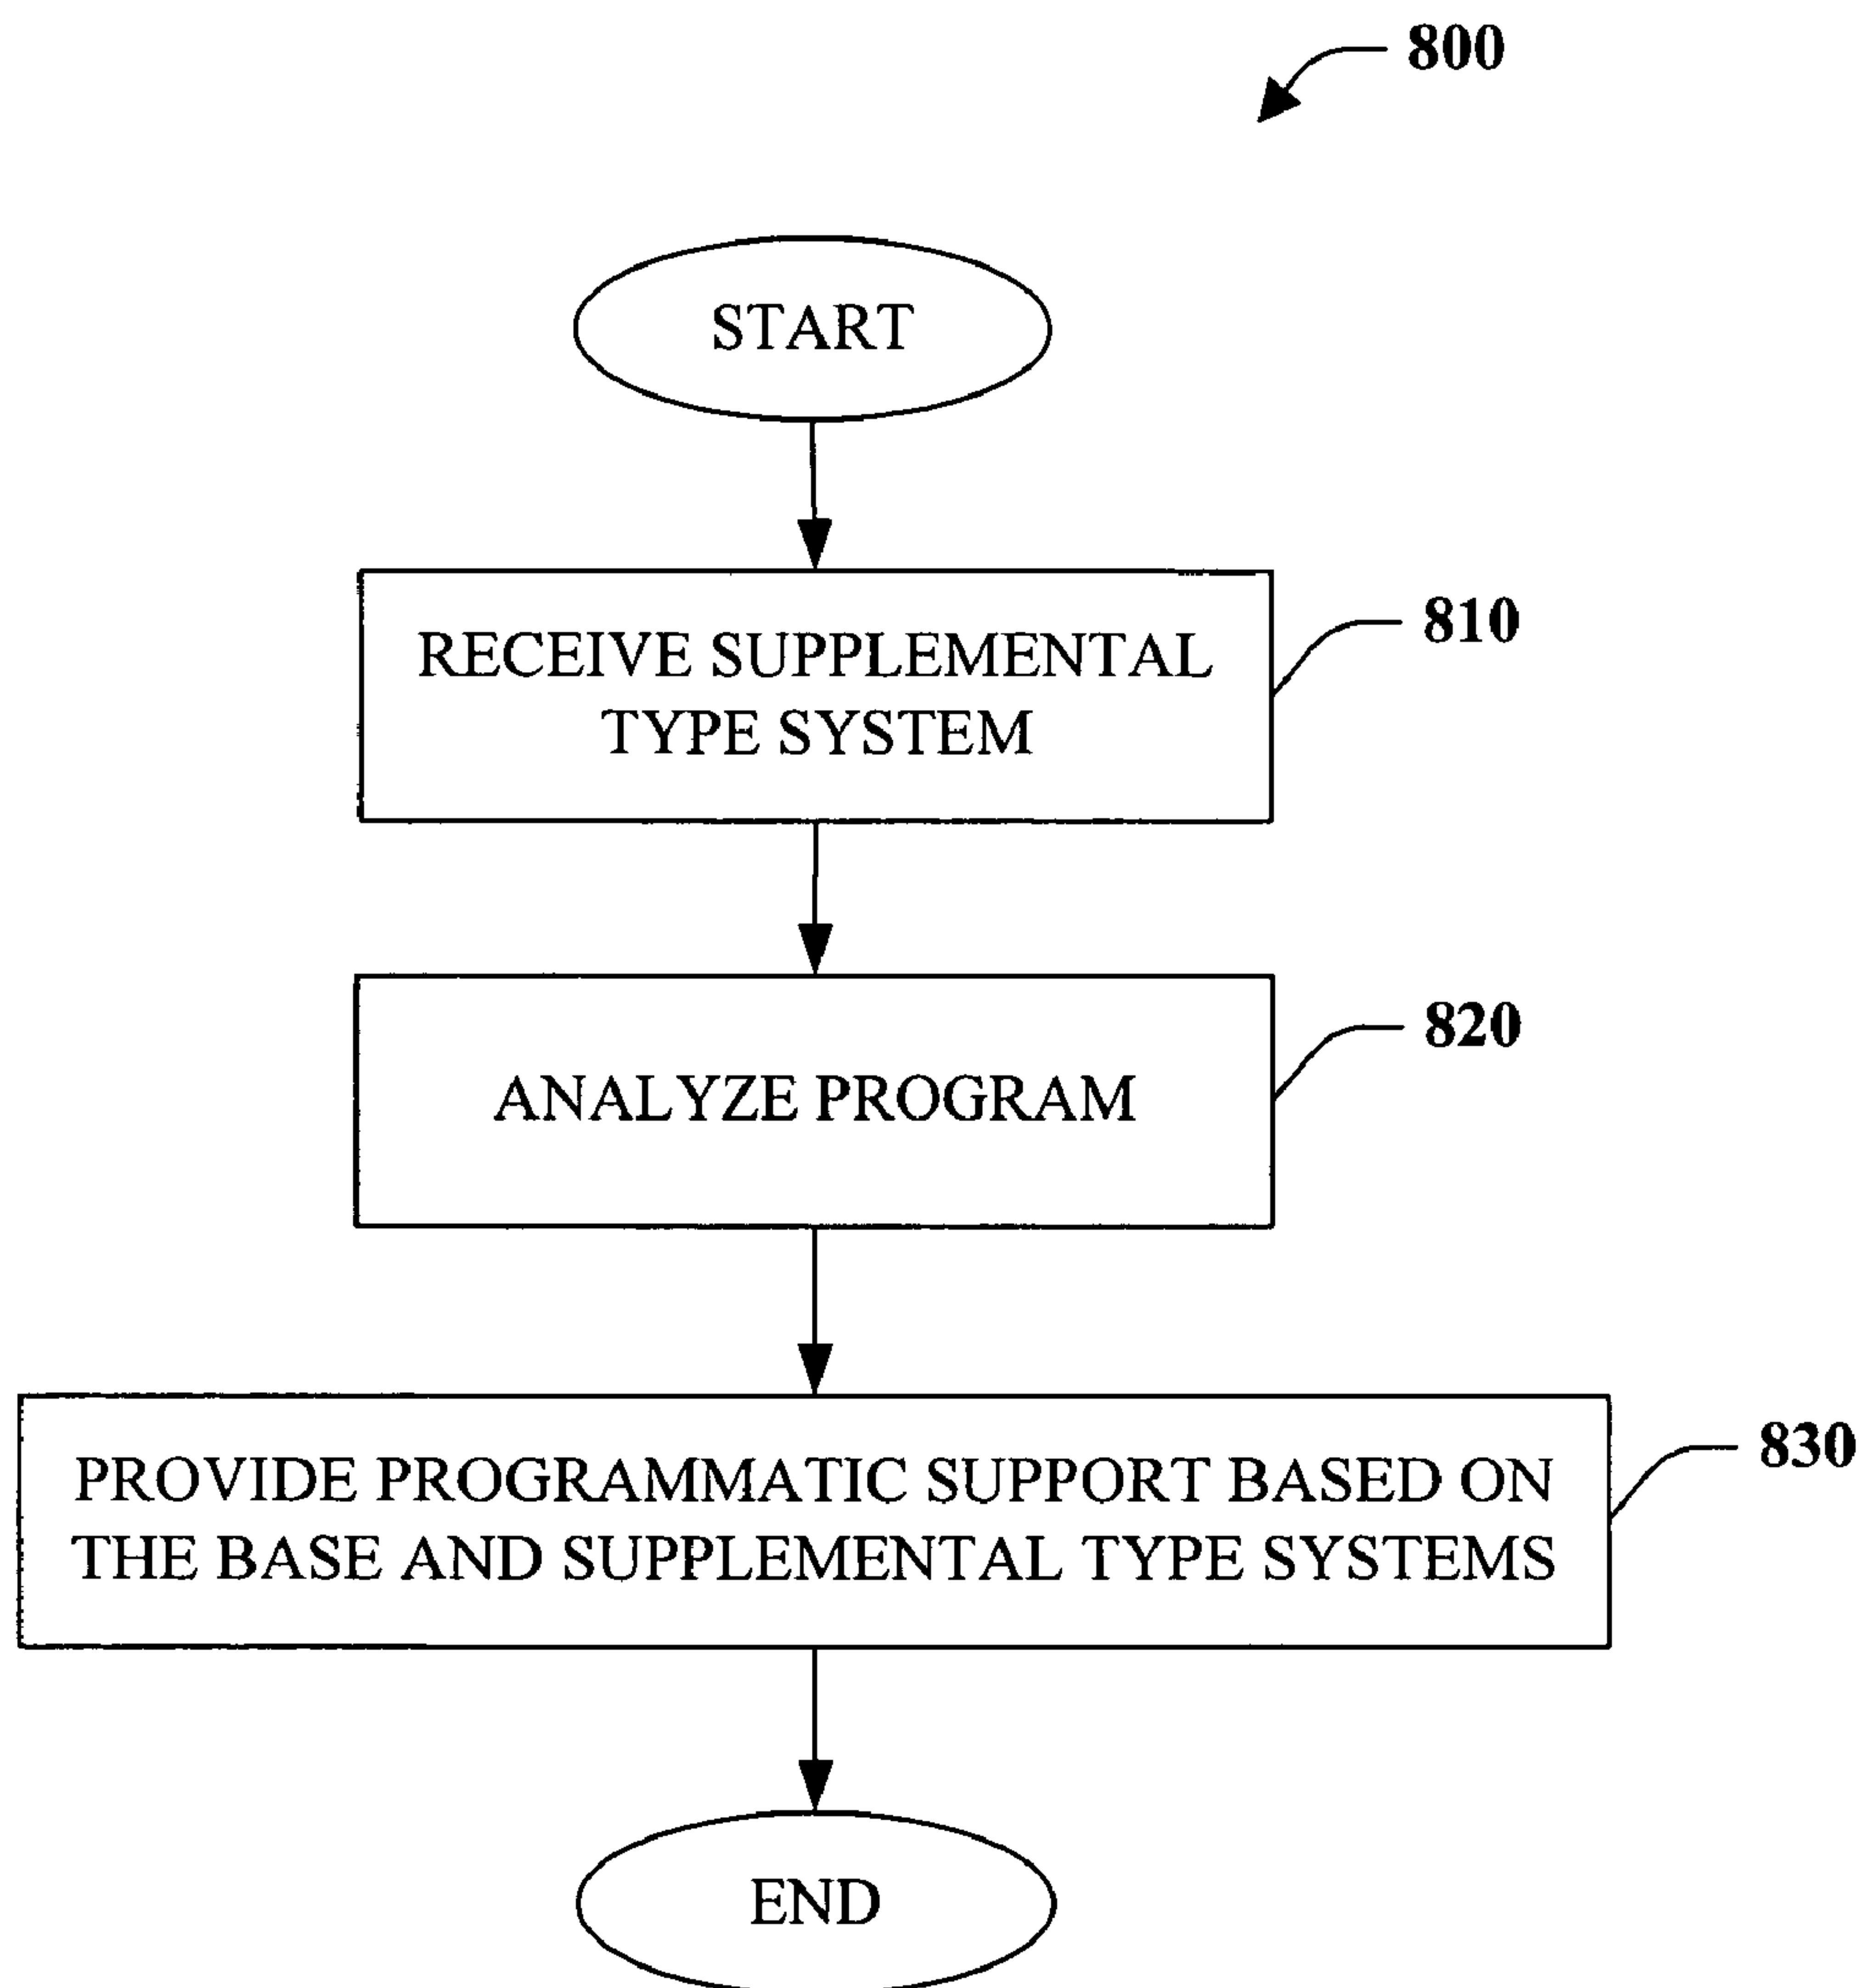 800
START
RECEIVE SUPPLEMENTAL
TYPE SYSTEM
810
ANALYZE PROGRAM
820
PROVIDE PROGRAMMATIC SUPPORT BASED ON
THE BASE AND SUPPLEMENTAL TYPE SYSTEMS
830
END